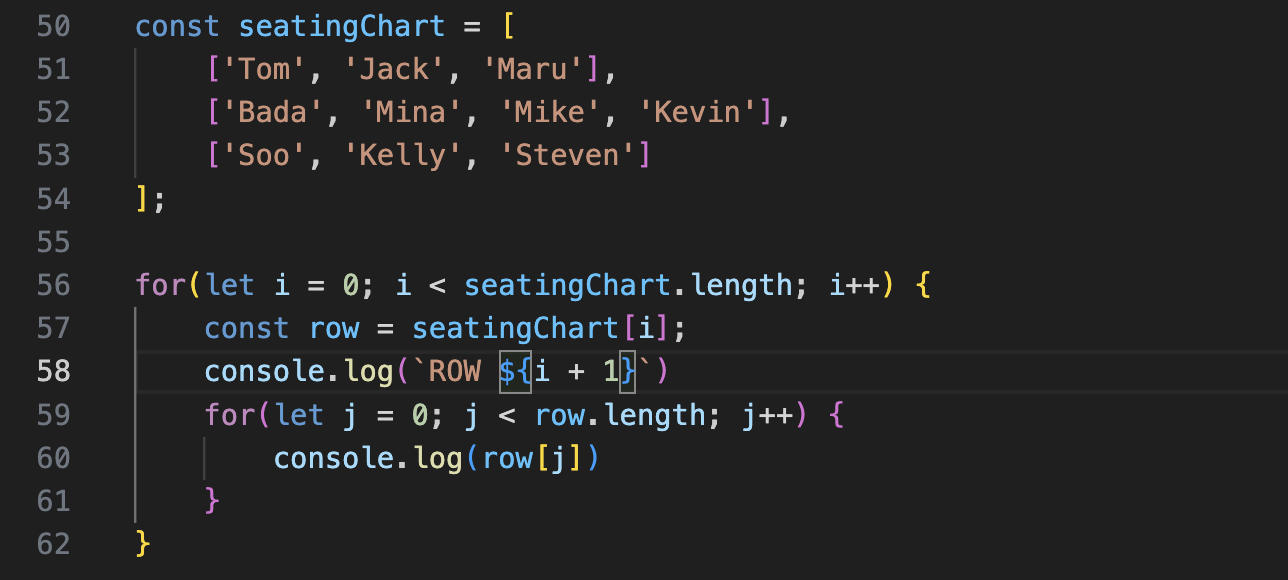 50 const seatingChart = [
51     ['Tom', 'Jack', 'Maru'],
52     ['Bada', 'Mina', 'Mike', 'Kevin'],
53     ['Soo', 'Kelly', 'Steven']
54 ];
55
56 for(let i = 0; i < seatingChart.length; i++) {
57     const row = seatingChart[i];
58     console.log(`ROW ${i + 1}`)
59     for(let j = 0; j < row.length; j++) {
60         console.log(row[j])
61     }
62 }